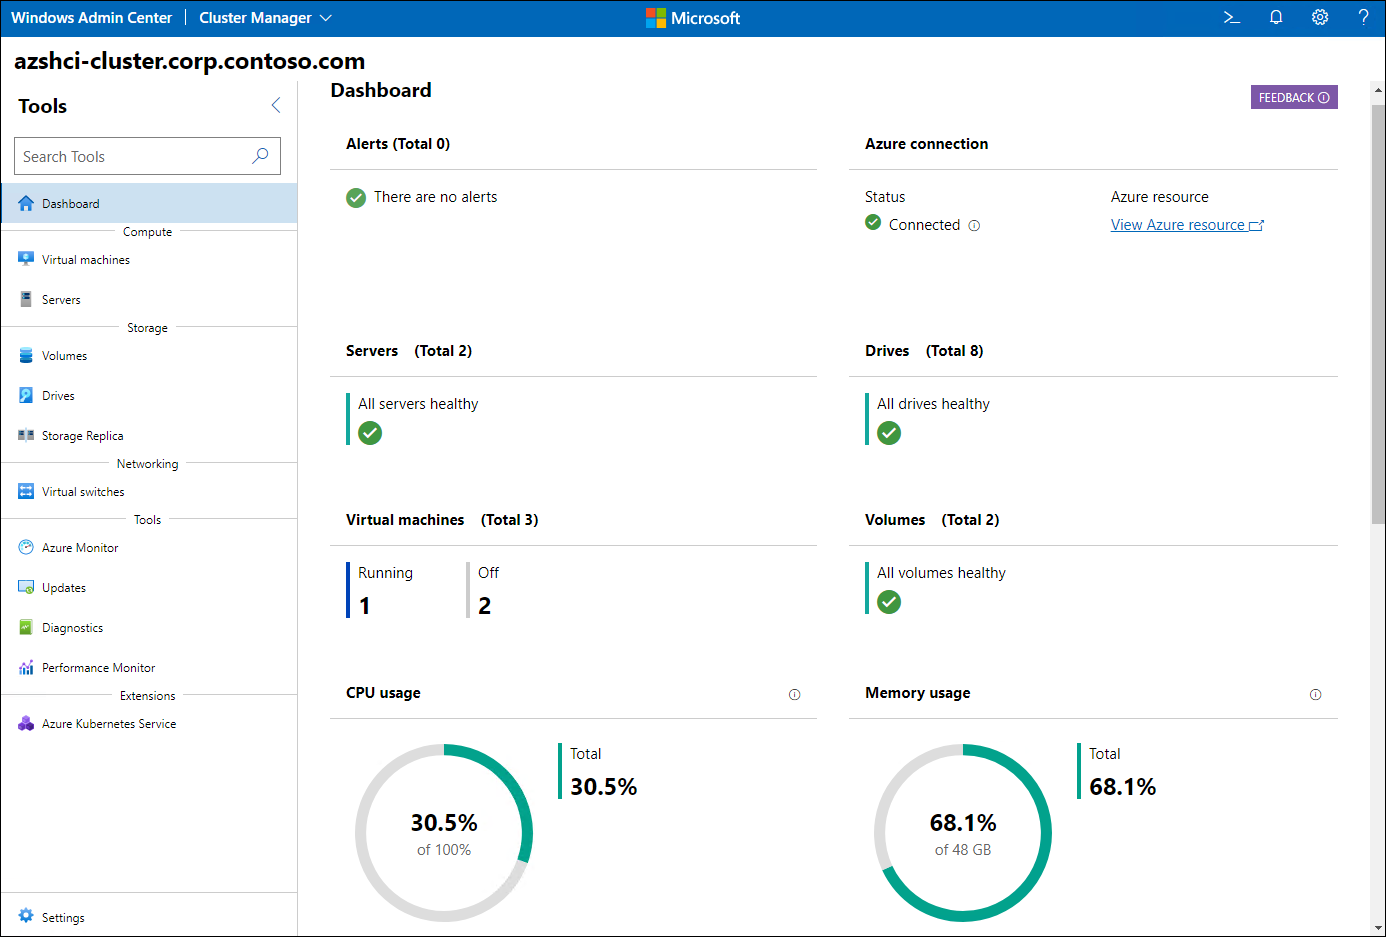 Windows Admin Center
Cluster Manager
Microsoft
azshci-cluster.corp.contoso.com
Tools
Search Tools
Dashboard
Compute
Virtual machines
Servers
Storage
Volumes
Drives
Storage Replica
Networking
Virtual switches
Tools
Azure Monitor
Updates
Diagnostics
Performance Monitor
Extensions
Azure Kubernetes Service
Settings
Dashboard
FEEDBACK
Alerts (Total 0)
There are no alerts
Azure connection
Status
Connected
Azure resource
View Azure resource
Servers (Total 2)
All servers healthy
Drives (Total 8)
All drives healthy
Virtual machines (Total 3)
Running
1
Off
2
Volumes (Total 2)
All volumes healthy
CPU usage
30.5%
of 100%
Total
30.5%
Memory usage
68.1%
of 48 GB
Total
68.1%